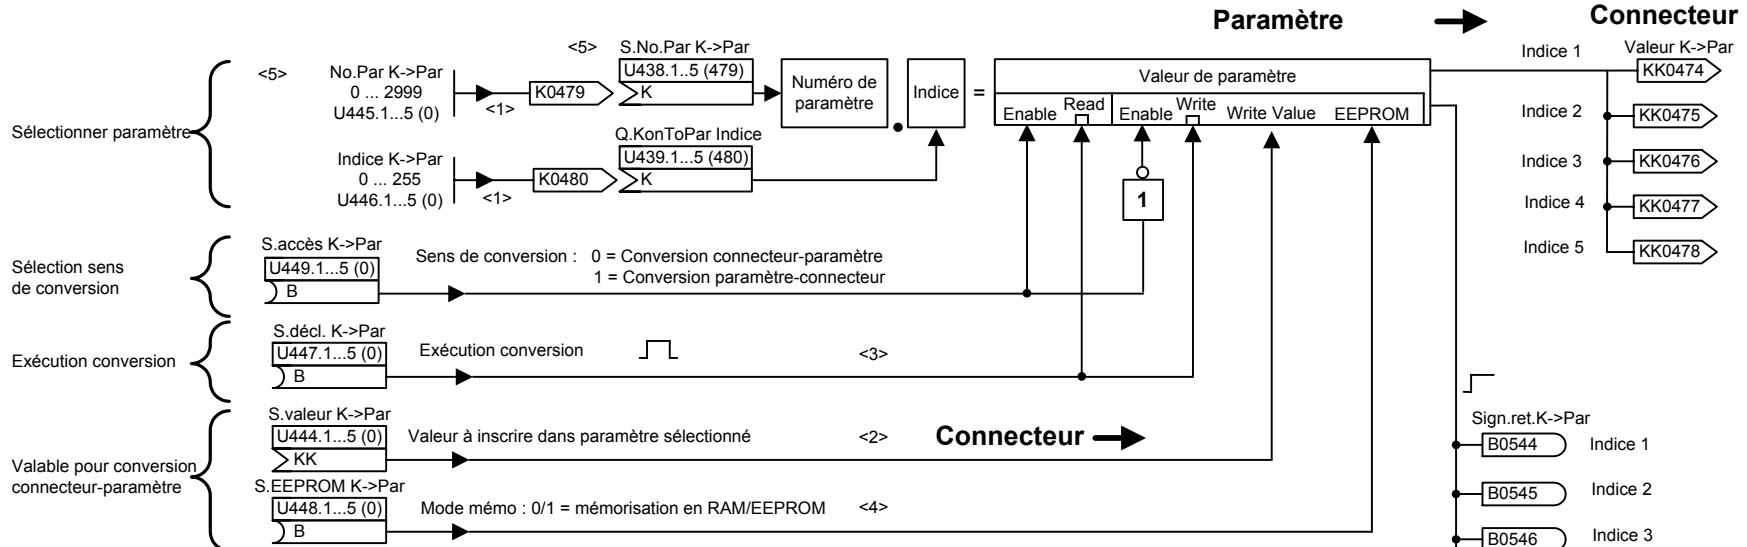 Paramètre
Connecteur
<5>
No.Par K->Par
0 ... 2999
U445.1...5 (0)
<1>
K0479
<5>
S.No.Par K->Par
U438.1..5 (479)
K
Numéro de
paramètre
.
Indice
=
Valeur de paramètre
Enable
Read
Enable
Write
Write Value
EEPROM
Indice 1
Valeur K->Par
KK0474
Indice 2
KK0475
Indice 3
KK0476
Indice 4
KK0477
Indice 5
KK0478
Sélectionner paramètre
Indice K->Par
0 ... 255
U446.1...5 (0)
<1>
K0480
Q.KonToPar Indice
U439.1..5 (480)
K
1
Sélection sens
de conversion
S.accès K->Par
U449.1...5 (0)
B
Sens de conversion : 0 = Conversion connecteur-paramètre
1 = Conversion paramètre-connecteur
Exécution conversion
S.décl. K->Par
U447.1...5 (0)
B
Exécution conversion
<3>
Valable pour conversion
connecteur-paramètre
S.valeur K->Par
U444.1...5 (0)
KK
Valeur à inscrire dans paramètre sélectionné
<2>
Connecteur
S.EEPROM K->Par
U448.1...5 (0)
B
Mode mémo : 0/1 = mémorisation en RAM/EEPROM
<4>
Sign.ret.K->Par
B0544
Indice 1
B0545
Indice 2
B0546
Indice 3